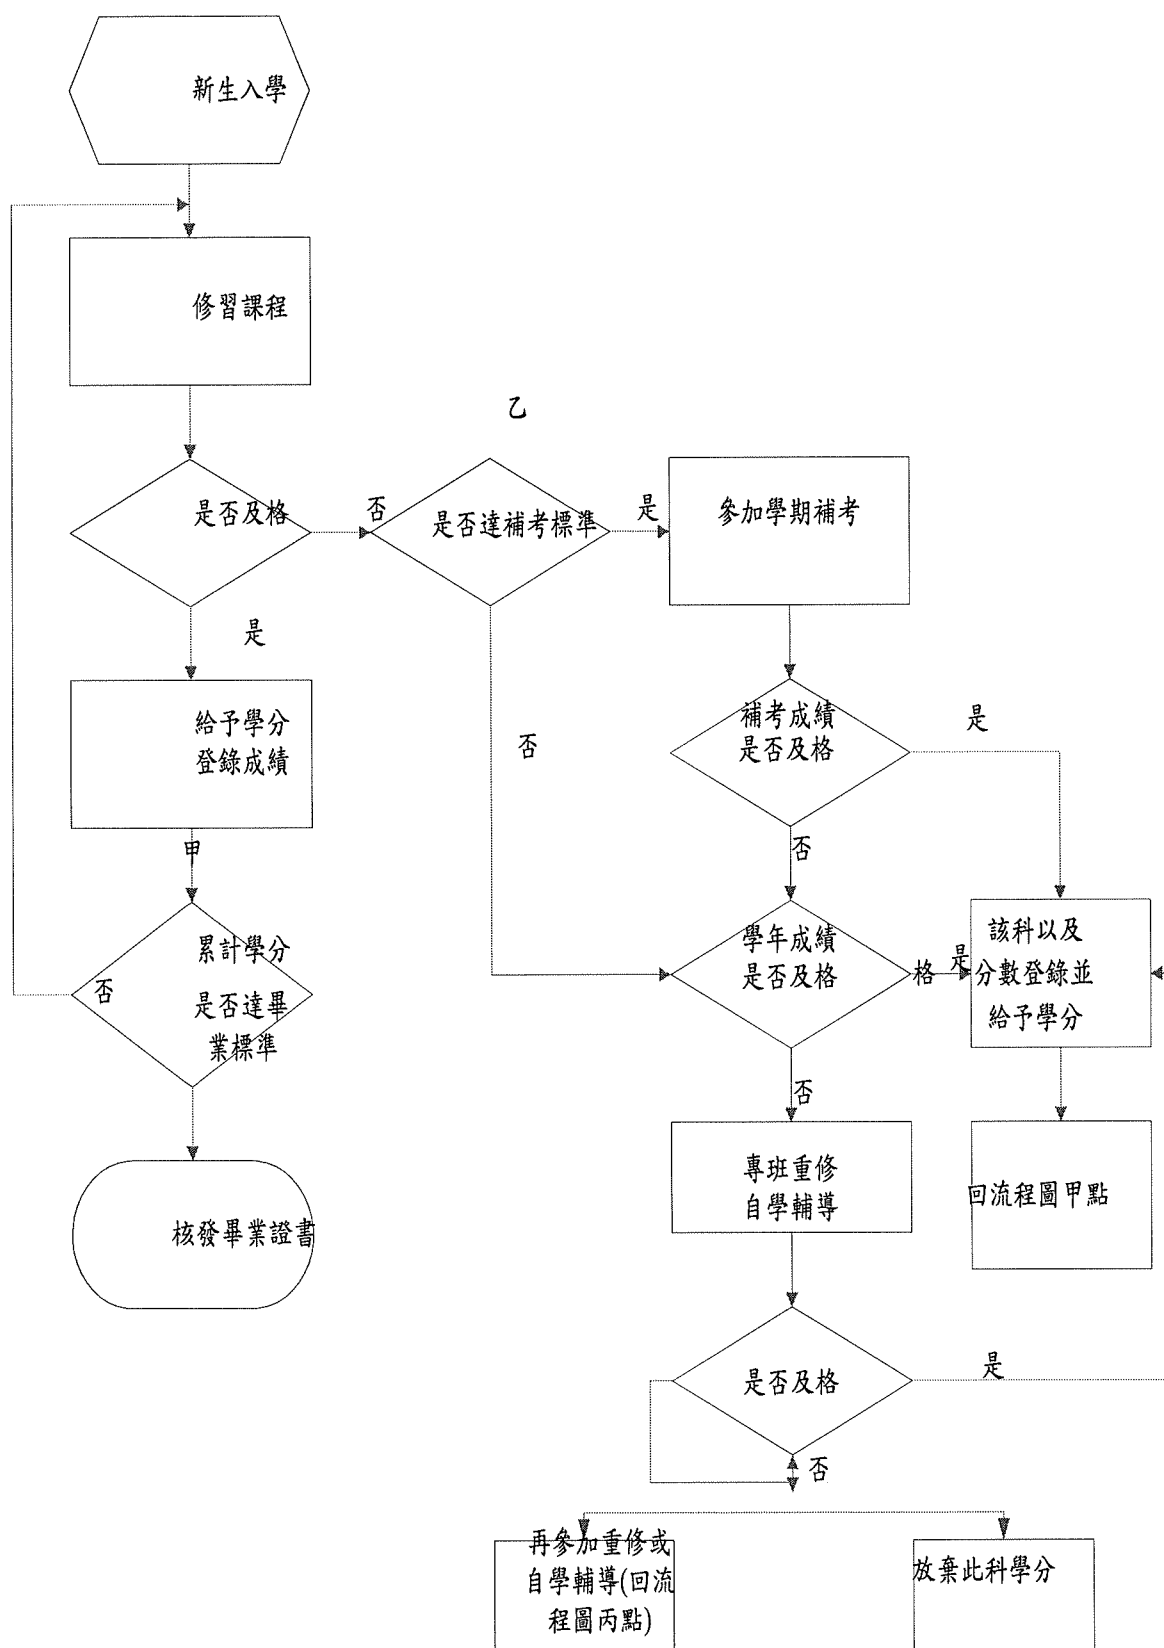 新生入學
修習課程
乙
是否及格
否
是否達補考標準
是
參加學期補考
是
給予學分
登錄成績
否
補考成績
是否及格
是
甲
否
累計學分
是否達畢
業標準
否
學年成績
是否及格
格
是
該科以及
分數登錄並
給予學分
否
核發畢業證書
專班重修
自學輔導
回流程圖甲點
是否及格
是
否
再參加重修或
自學輔導(回流
程圖丙點)
放棄此科學分